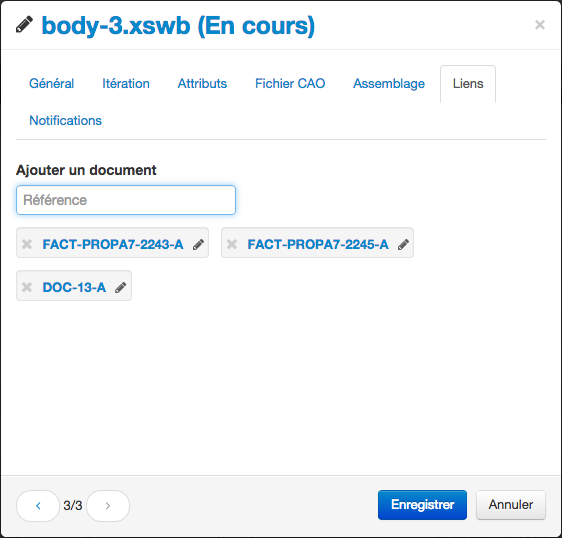 body-3.xswb (En cours) ×
Général Itération Attributs Fichier CAO Assemblage Liens
Notifications
Ajouter un document
Référence
× FACT-PROPA7-2243-A × FACT-PROPA7-2245-A
× DOC-13-A
‹ 3/3 › Enregistrer Annuler